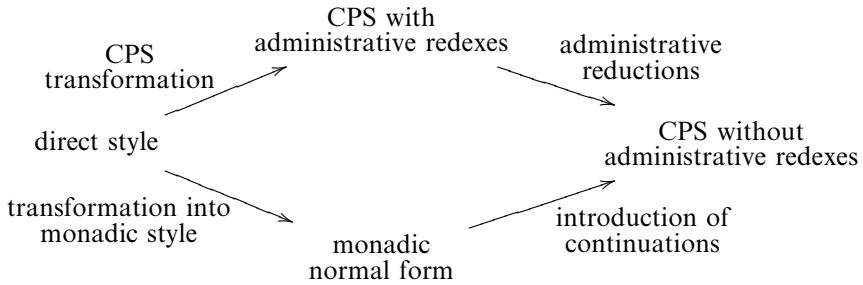 CPS with
administrative redexes
CPS
transformation
administrative
reductions
direct style
CPS without
administrative redexes
transformation into
monadic style
introduction of
continuations
monadic
normal form